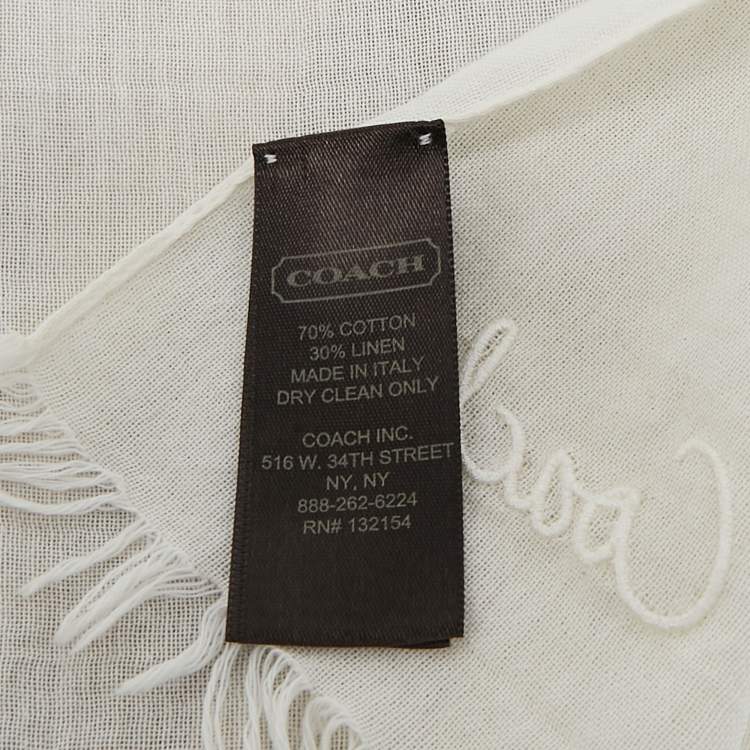 COACH
70% COTTON
30% LINEN
MADE IN ITALY
DRY CLEAN ONLY
COACH INC.
516 W. 34TH STREET
NY, NY
888-262-6224
RN# 132154
Coach